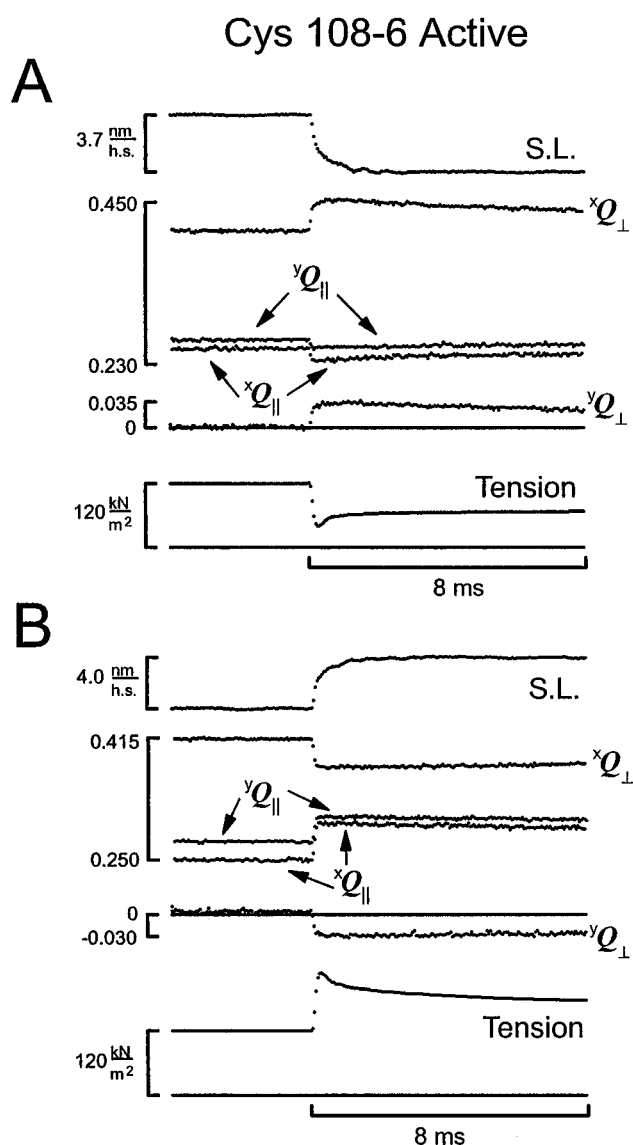 Cys 108-6 Active
A
3.7 nm/h.s.
S.L.
0.450
ˣQ⊥
ʸQ||
0.230
ˣQ||
0.035
ʸQ⊥
0
Tension
120 kN/m²
8 ms
B
4.0 nm/h.s.
S.L.
0.415
ˣQ⊥
ʸQ||
0.250
ˣQ||
0
-0.030
ʸQ⊥
Tension
120 kN/m²
8 ms